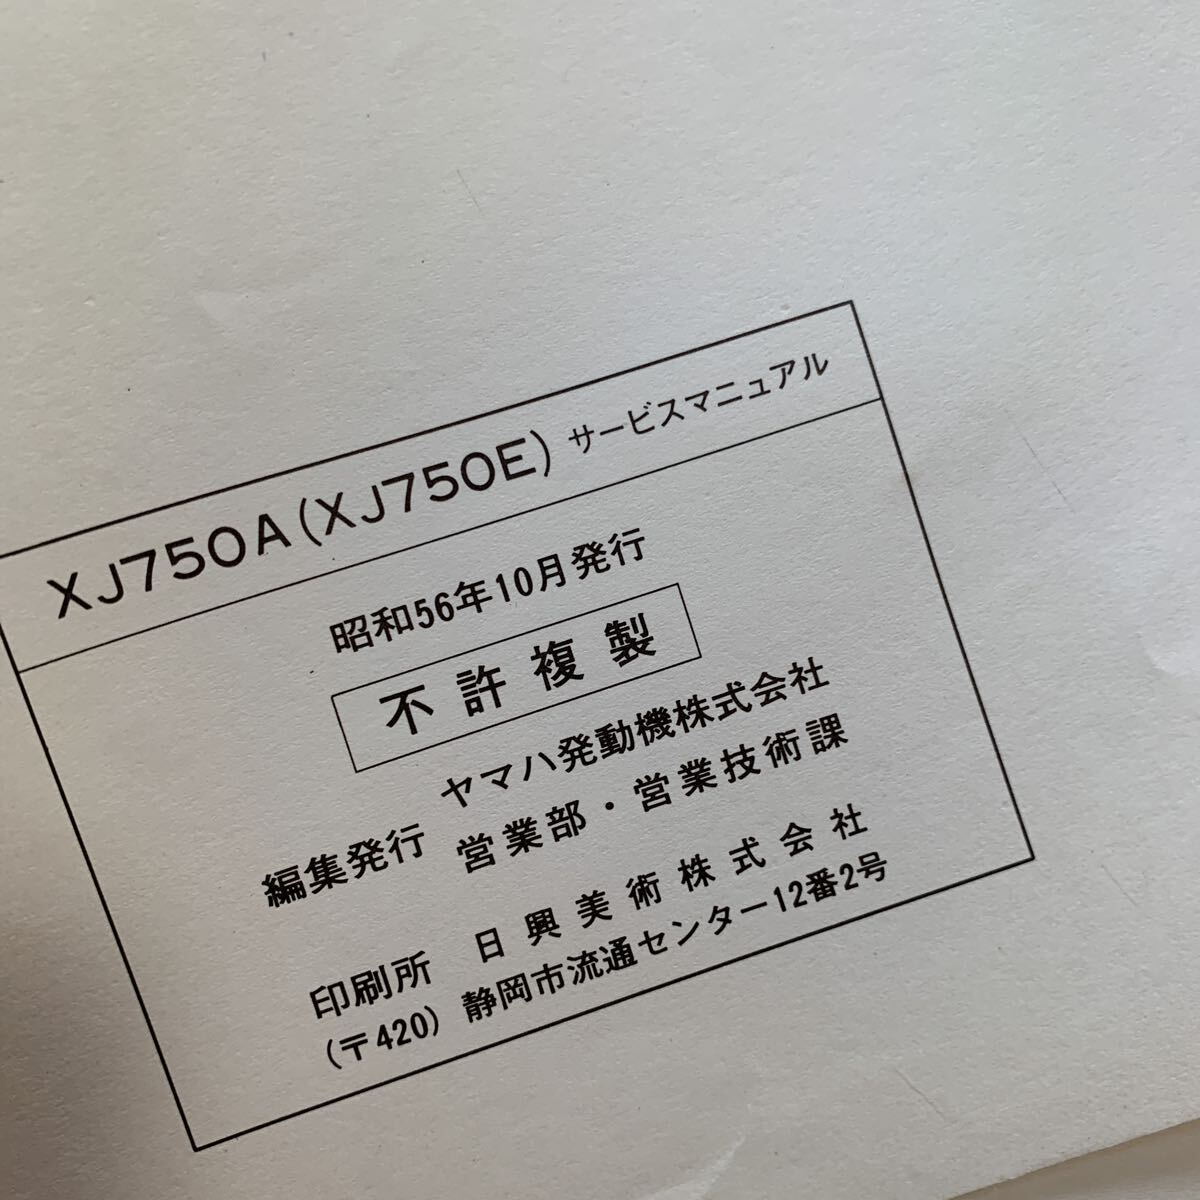 XJ750A(XJ750E) サービスマニュアル
昭和56年10月発行
不許複製
ヤマハ発動機株式会社
編集発行 営業部・営業技術課
印刷所 日興美術株式会社
(〒420) 静岡市流通センター12番2号